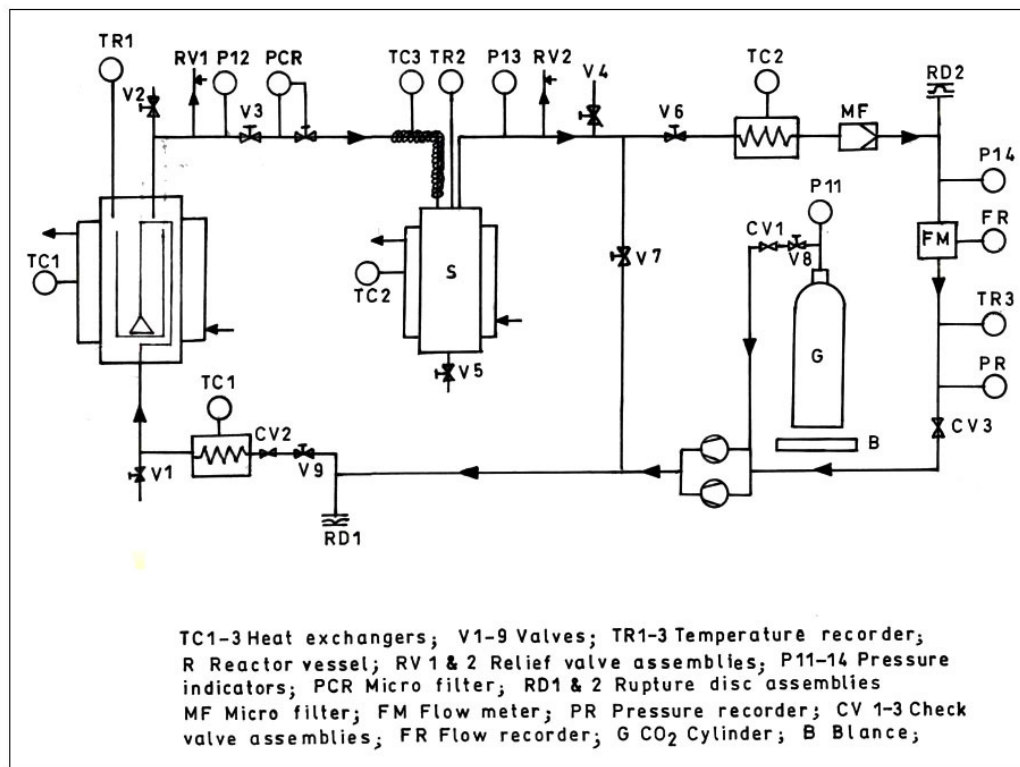 TR1
RV1
P12
PCR
TC3
TR2
P13
RV2
V4
TC2
RD2
V2
V3
V6
MF
P14
P11
FR
CV1
FM
V8
TC1
S
V7
TC2
TR3
G
PR
V5
TC1
CV2
B
CV3
V1
V9
RD1
TC1-3 Heat exchangers; V1-9 Valves; TR1-3 Temperature recorder;
R Reactor vessel; RV 1 & 2 Relief valve assemblies; P11-14 Pressure
indicators; PCR Micro filter; RD1 & 2 Rupture disc assemblies
MF Micro filter; FM Flow meter; PR Pressure recorder; CV 1-3 Check
valve assemblies; FR Flow recorder; G CO₂ Cylinder; B Blance;